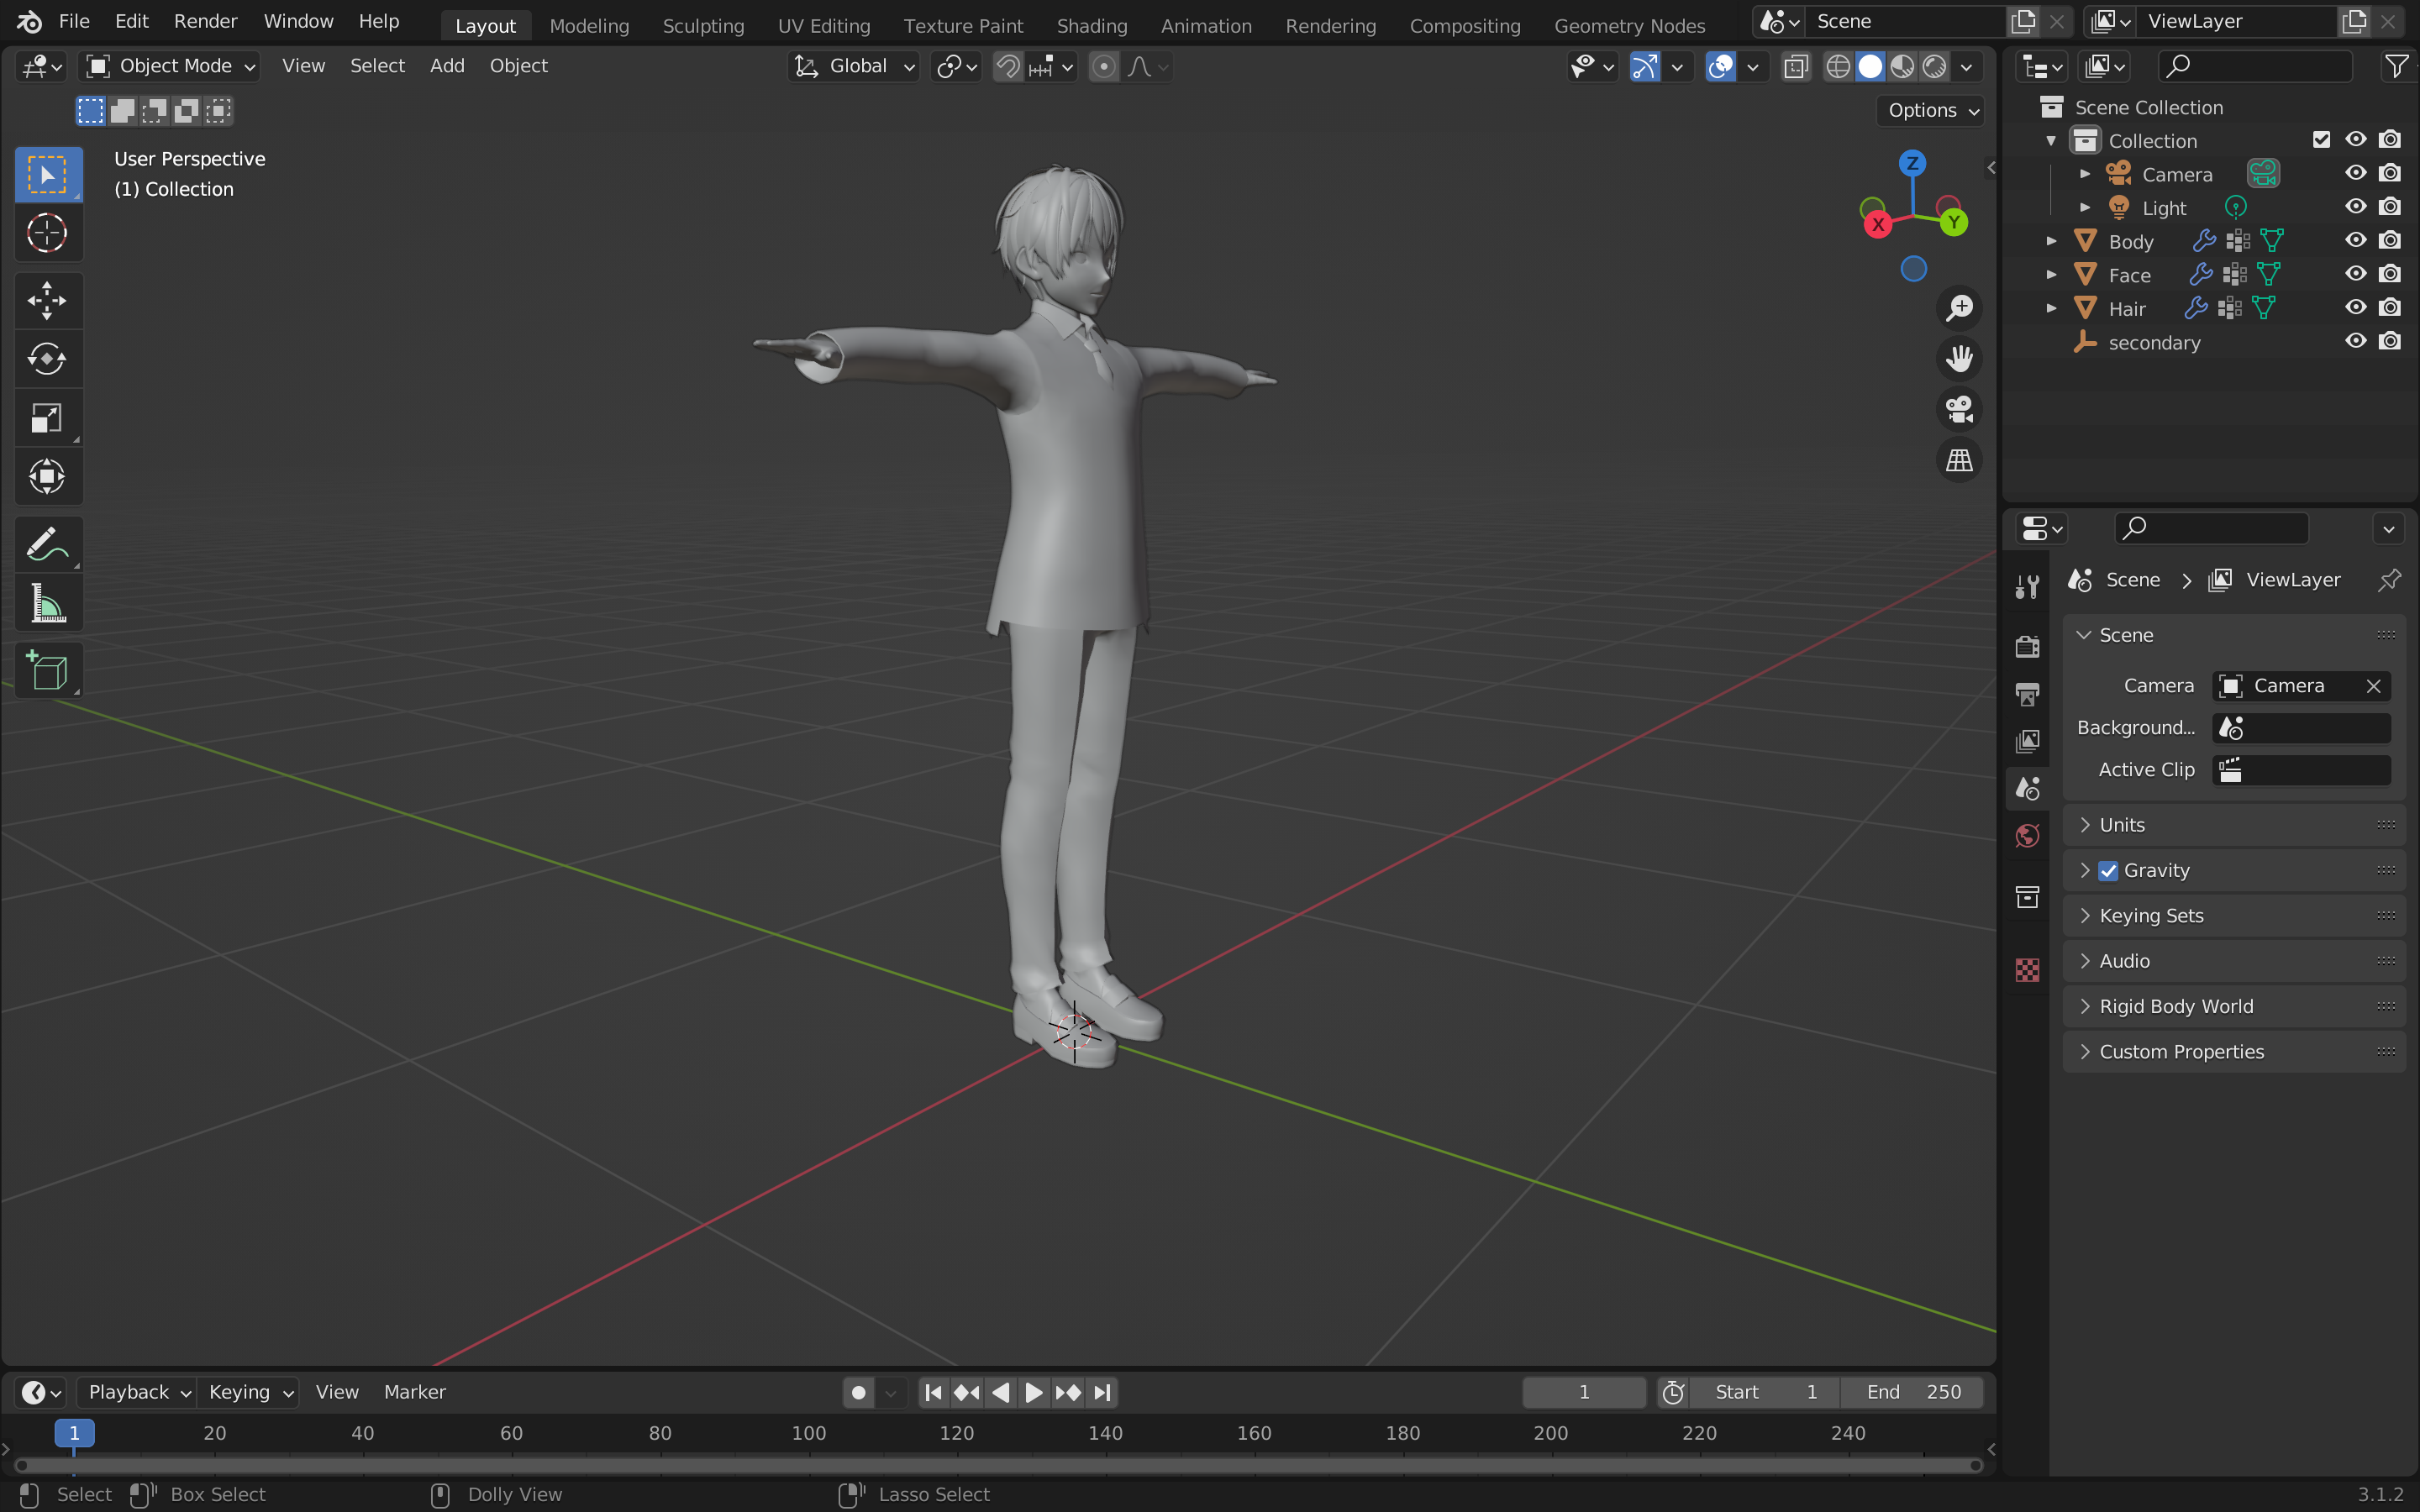 File Edit Render Window Help Layout Modeling Sculpting UV Editing Texture Paint Shading Animation Rendering Compositing Geometry Nodes Scene ViewLayer
Object Mode View Select Add Object Global
Options
User Perspective
(1) Collection
Z
X
Y
Scene Collection
Collection
Camera
Light
Body
Face
Hair
secondary
Scene ViewLayer
Scene
Camera Camera
Background...
Active Clip
Units
Gravity
Keying Sets
Audio
Rigid Body World
Custom Properties
Playback Keying View Marker 1 Start 1 End 250
1 20 40 60 80 100 120 140 160 180 200 220 240
Select Box Select Dolly View Lasso Select 3.1.2